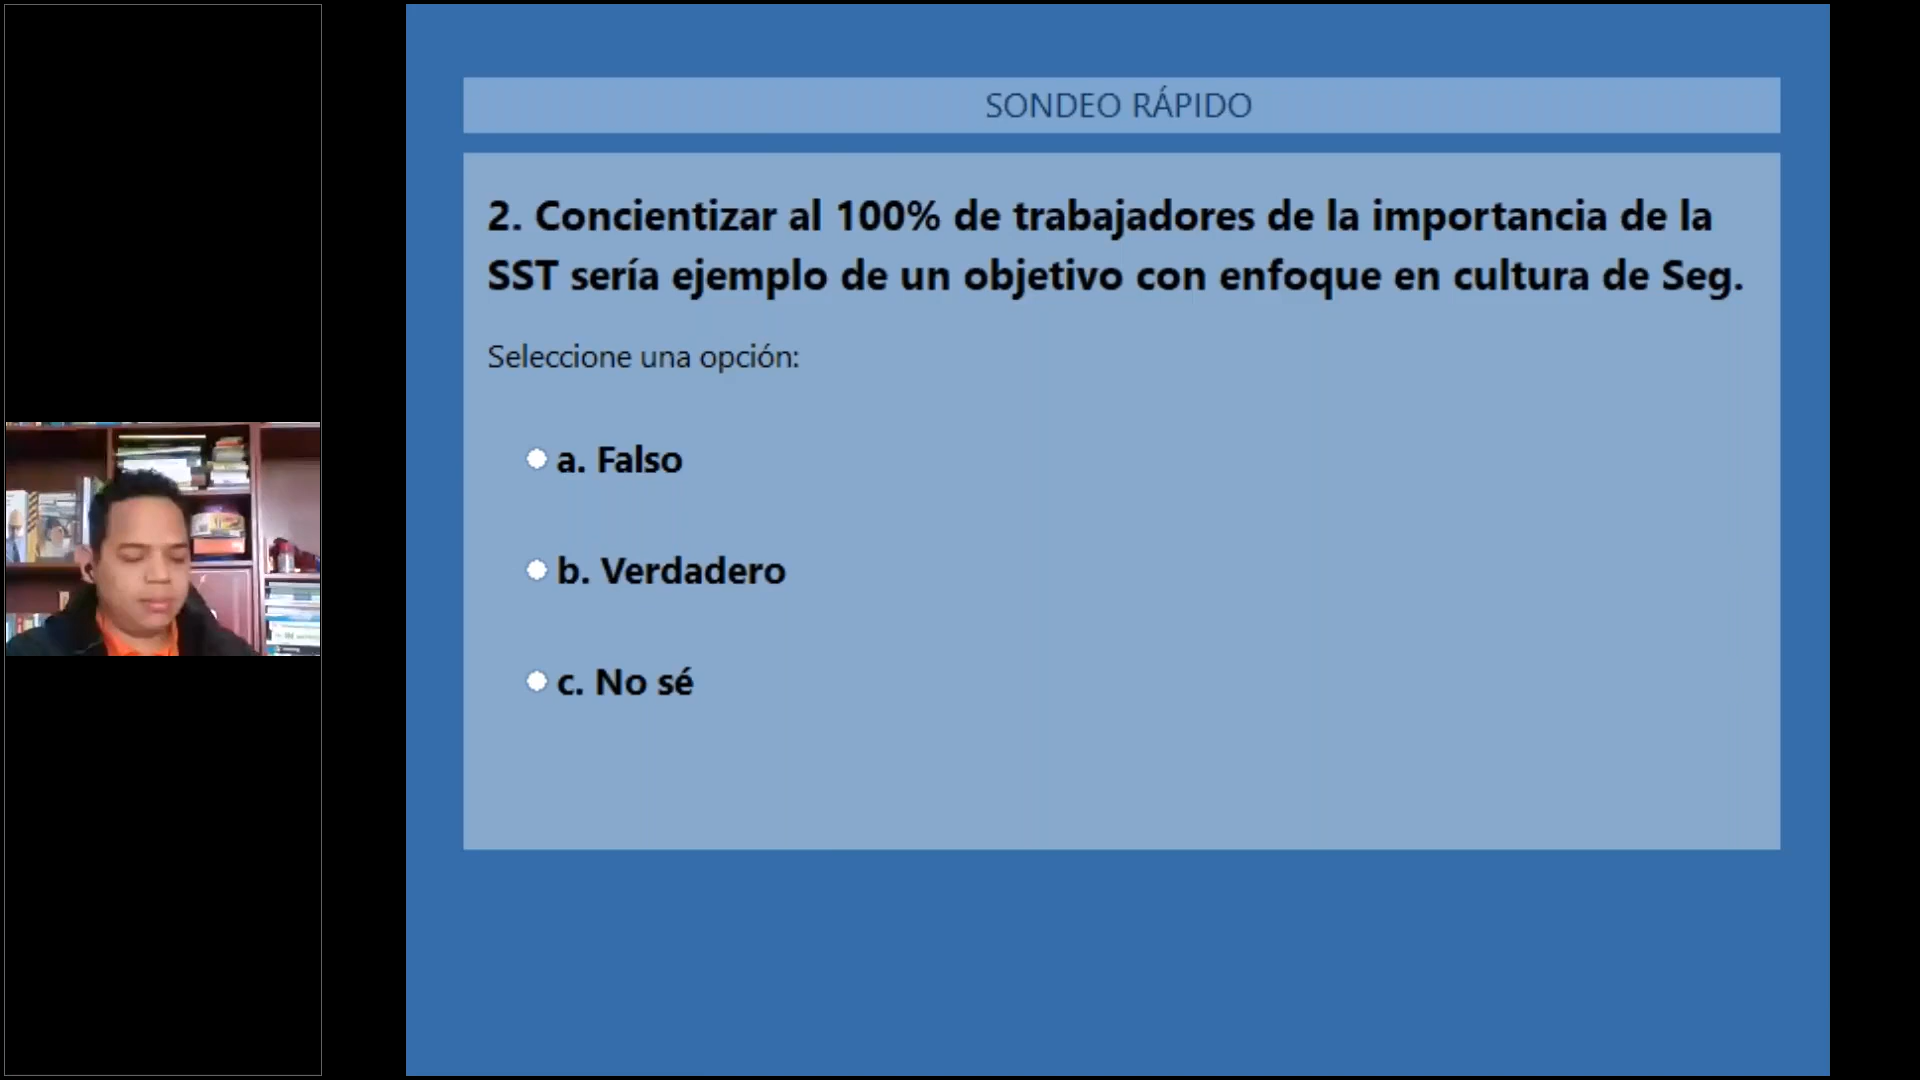 SONDEO RÁPIDO
2. Concientizar al 100% de trabajadores de la importancia de la
SST sería ejemplo de un objetivo con enfoque en cultura de Seg.
Seleccione una opción:
a. Falso
b. Verdadero
c. No sé